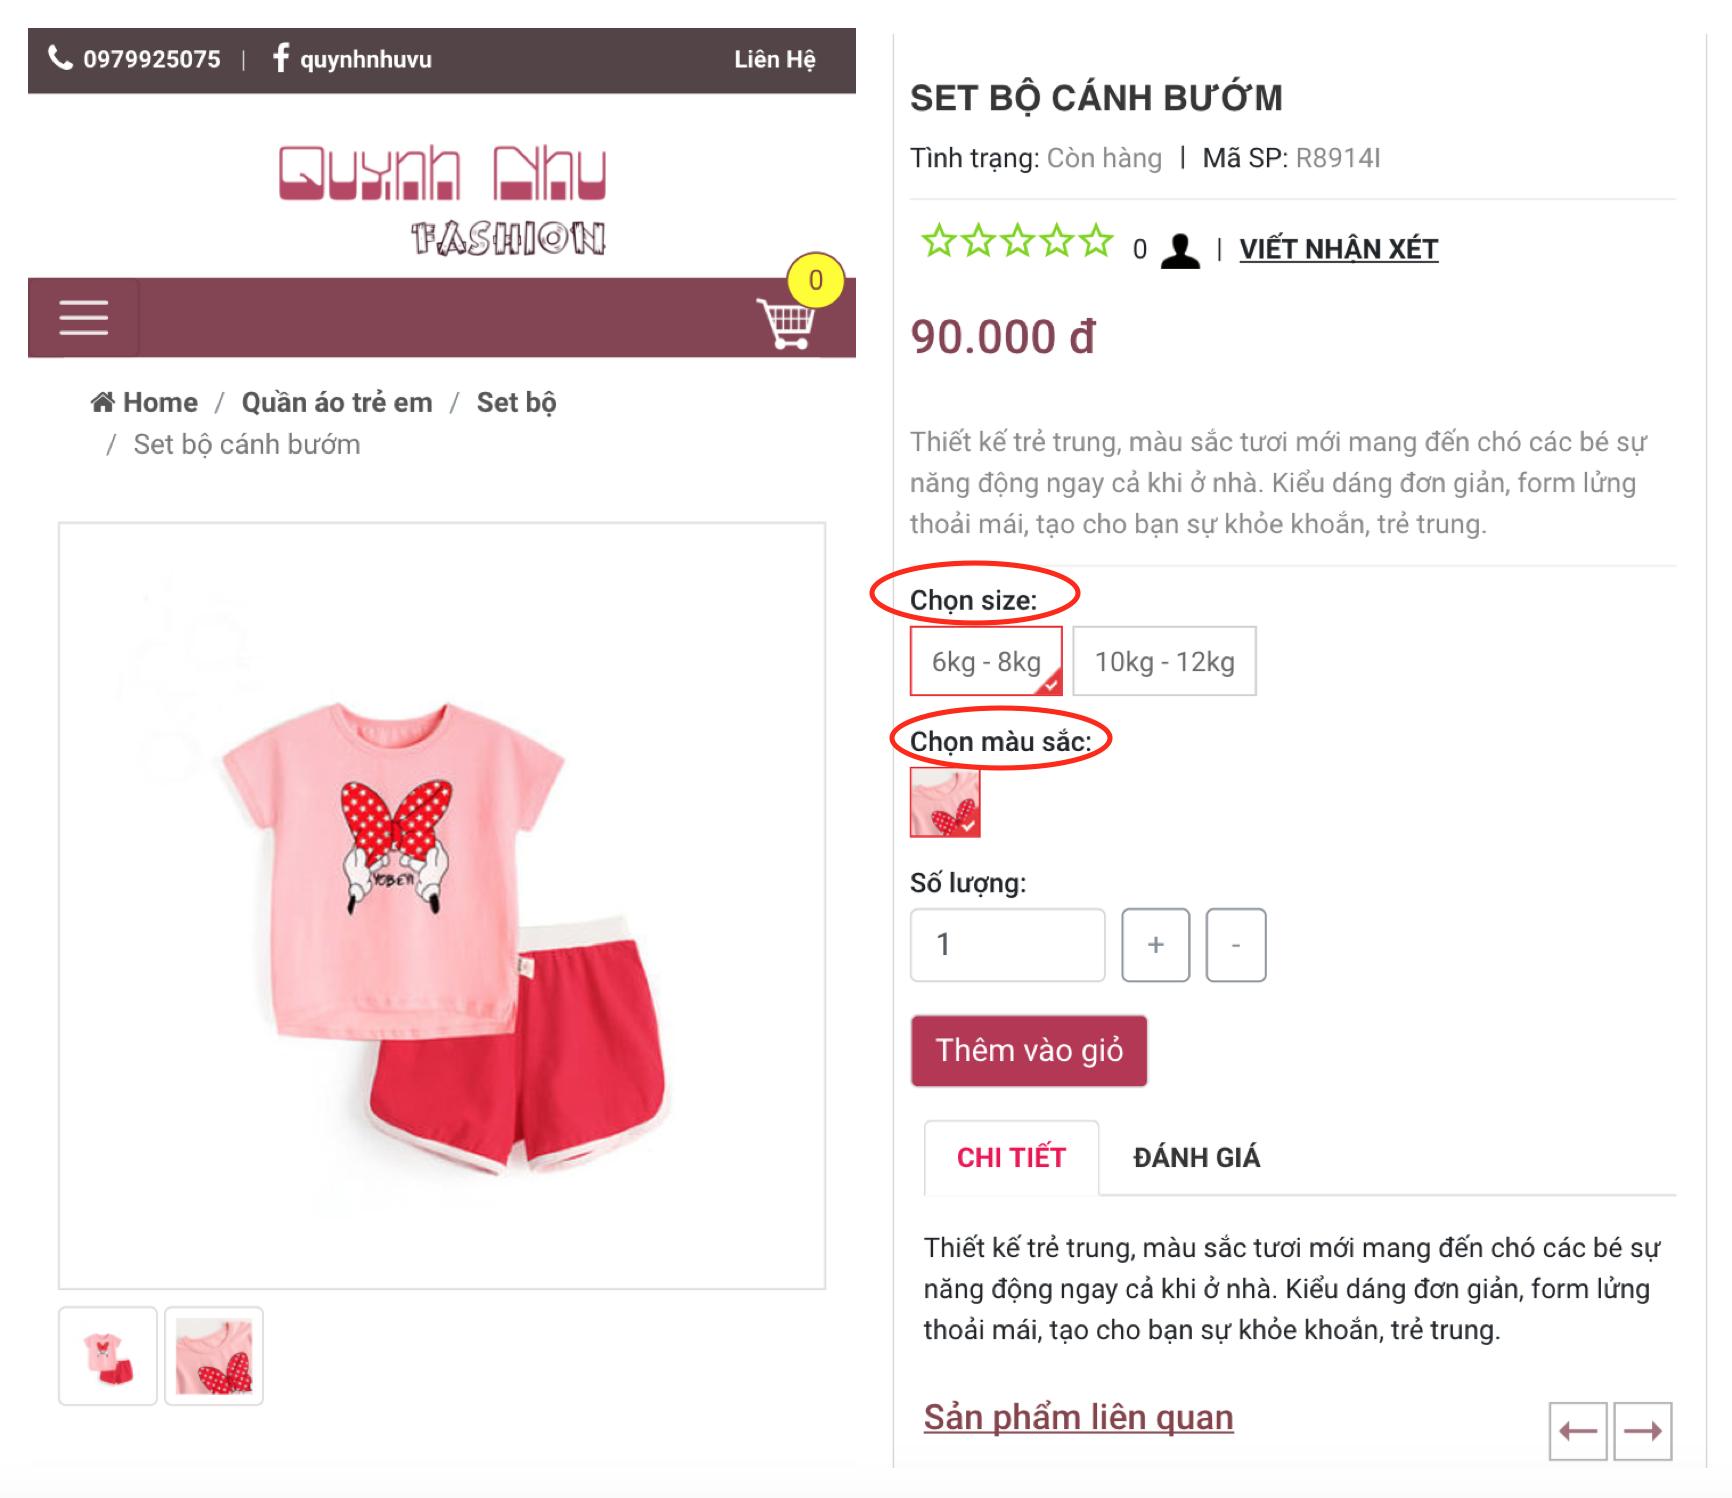 0979925075 | quynhnhuvu
Liên Hệ
Quynh Nhu
FASHION
0
Home / Quần áo trẻ em / Set bộ
/ Set bộ cánh bướm
SET BỘ CÁNH BƯỚM
Tình trạng: Còn hàng | Mã SP: R8914I
0 | VIẾT NHẬN XÉT
90.000 đ
Thiết kế trẻ trung, màu sắc tươi mới mang đến chó các bé sự
năng động ngay cả khi ở nhà. Kiểu dáng đơn giản, form lửng
thoải mái, tạo cho bạn sự khỏe khoắn, trẻ trung.
Chọn size:
6kg - 8kg
10kg - 12kg
Chọn màu sắc:
Số lượng:
1
+
-
Thêm vào giỏ
CHI TIẾT
ĐÁNH GIÁ
Thiết kế trẻ trung, màu sắc tươi mới mang đến chó các bé sự
năng động ngay cả khi ở nhà. Kiểu dáng đơn giản, form lửng
thoải mái, tạo cho bạn sự khỏe khoắn, trẻ trung.
Sản phẩm liên quan